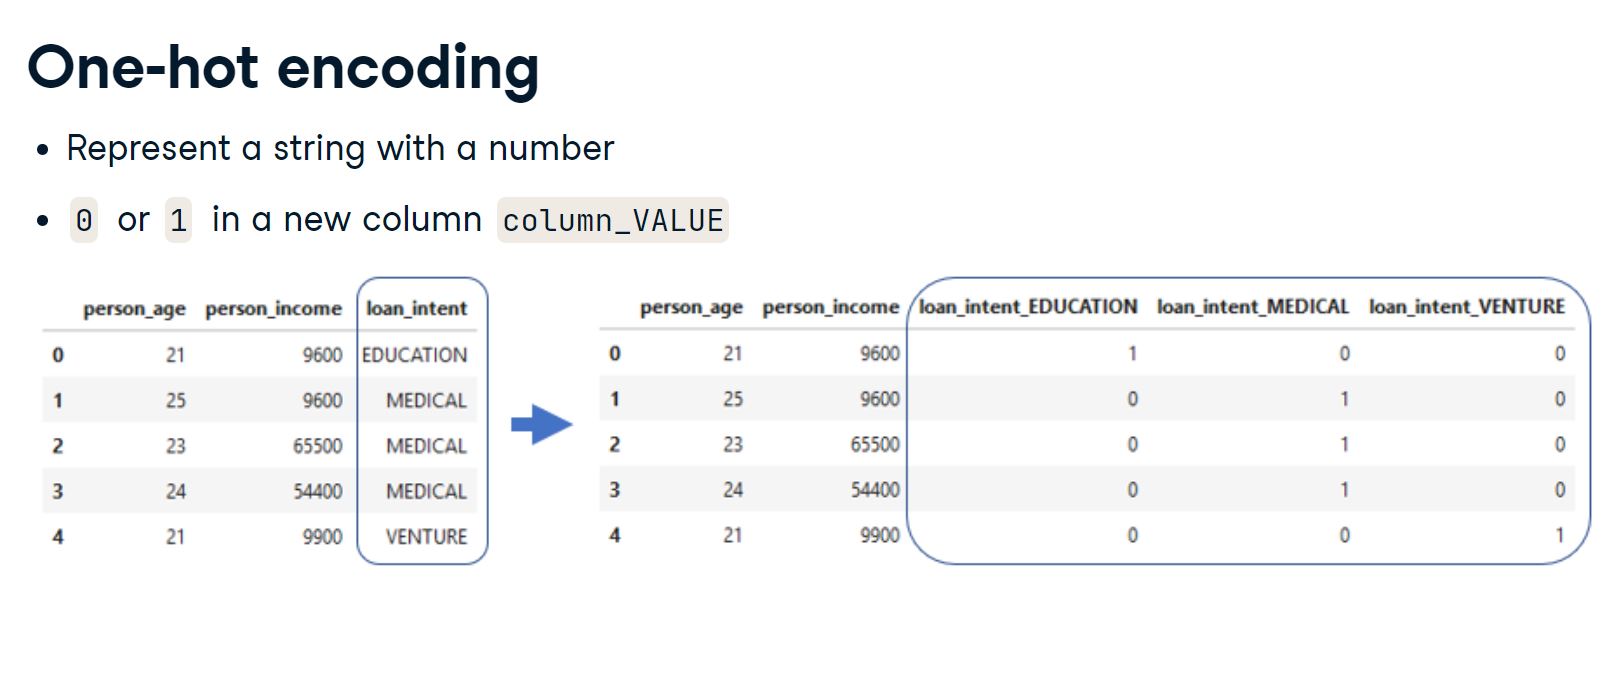 One-hot encoding
• Represent a string with a number
• 0 or 1 in a new column column_VALUE
person_age person_income loan_intent
0 21 9600 EDUCATION
1 25 9600 MEDICAL
2 23 65500 MEDICAL
3 24 54400 MEDICAL
4 21 9900 VENTURE
person_age person_income loan_intent_EDUCATION loan_intent_MEDICAL loan_intent_VENTURE
0 21 9600 1 0 0
1 25 9600 0 1 0
2 23 65500 0 1 0
3 24 54400 0 1 0
4 21 9900 0 0 1